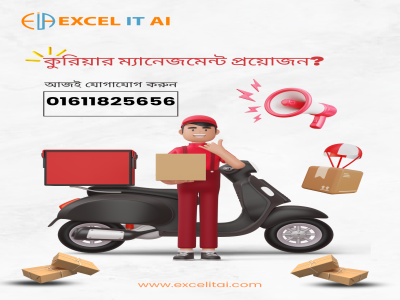 EXCEL IT AI
কুরিয়ার ম্যানেজমেন্ট প্রয়োজন?
আজই যোগাযোগ করুন
01611825656
www.excelitai.com